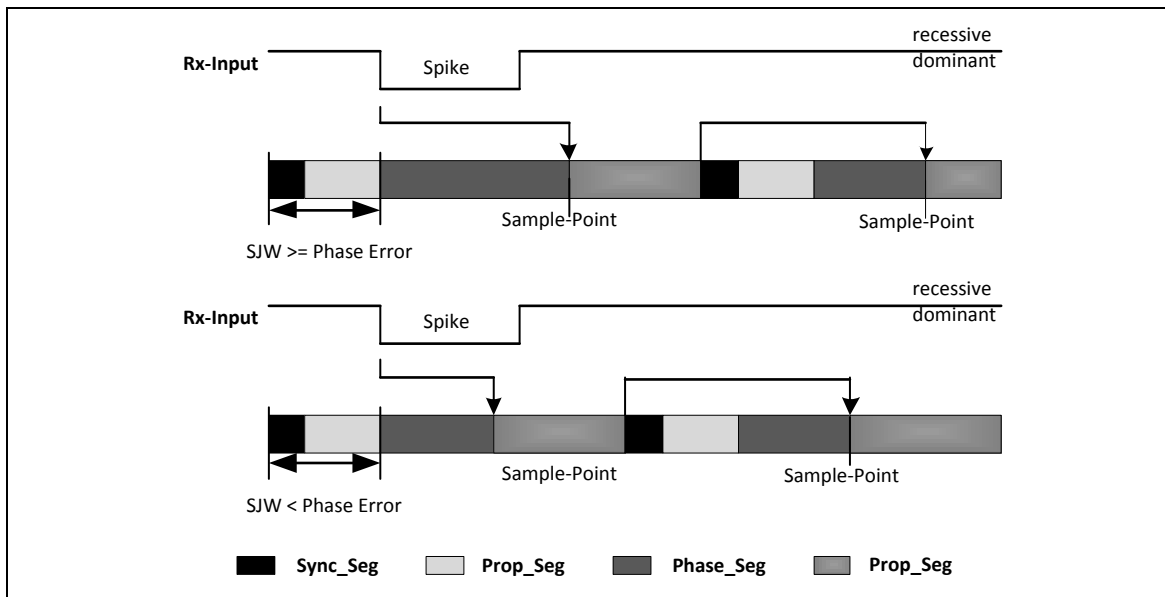 recessive
Rx-Input
dominant
Spike
Sample-Point
Sample-Point
SJW >= Phase Error
recessive
Rx-Input
dominant
Spike
Sample-Point
Sample-Point
SJW < Phase Error
Sync_Seg
Prop_Seg
Phase_Seg
Prop_Seg